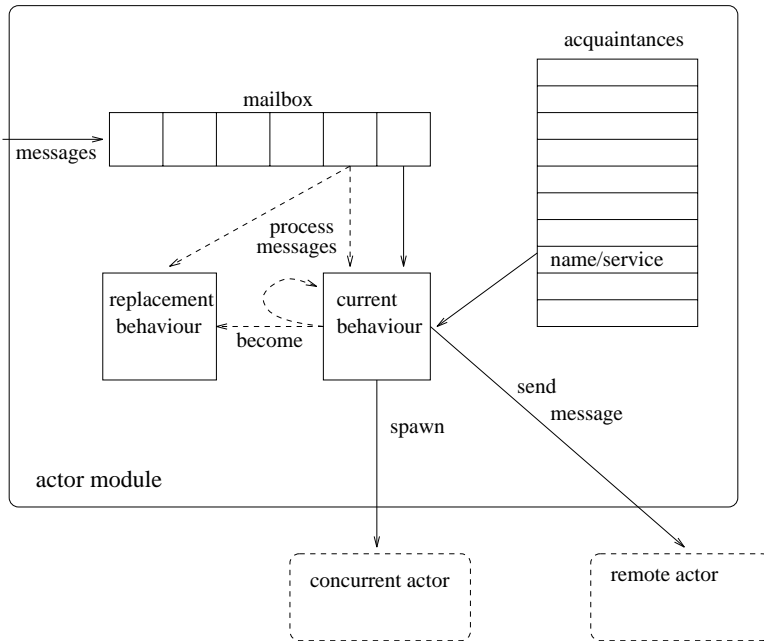 acquaintances
mailbox
messages
process
messages
name/service
replacement
behaviour
current
behaviour
become
send
message
spawn
actor module
concurrent actor
remote actor